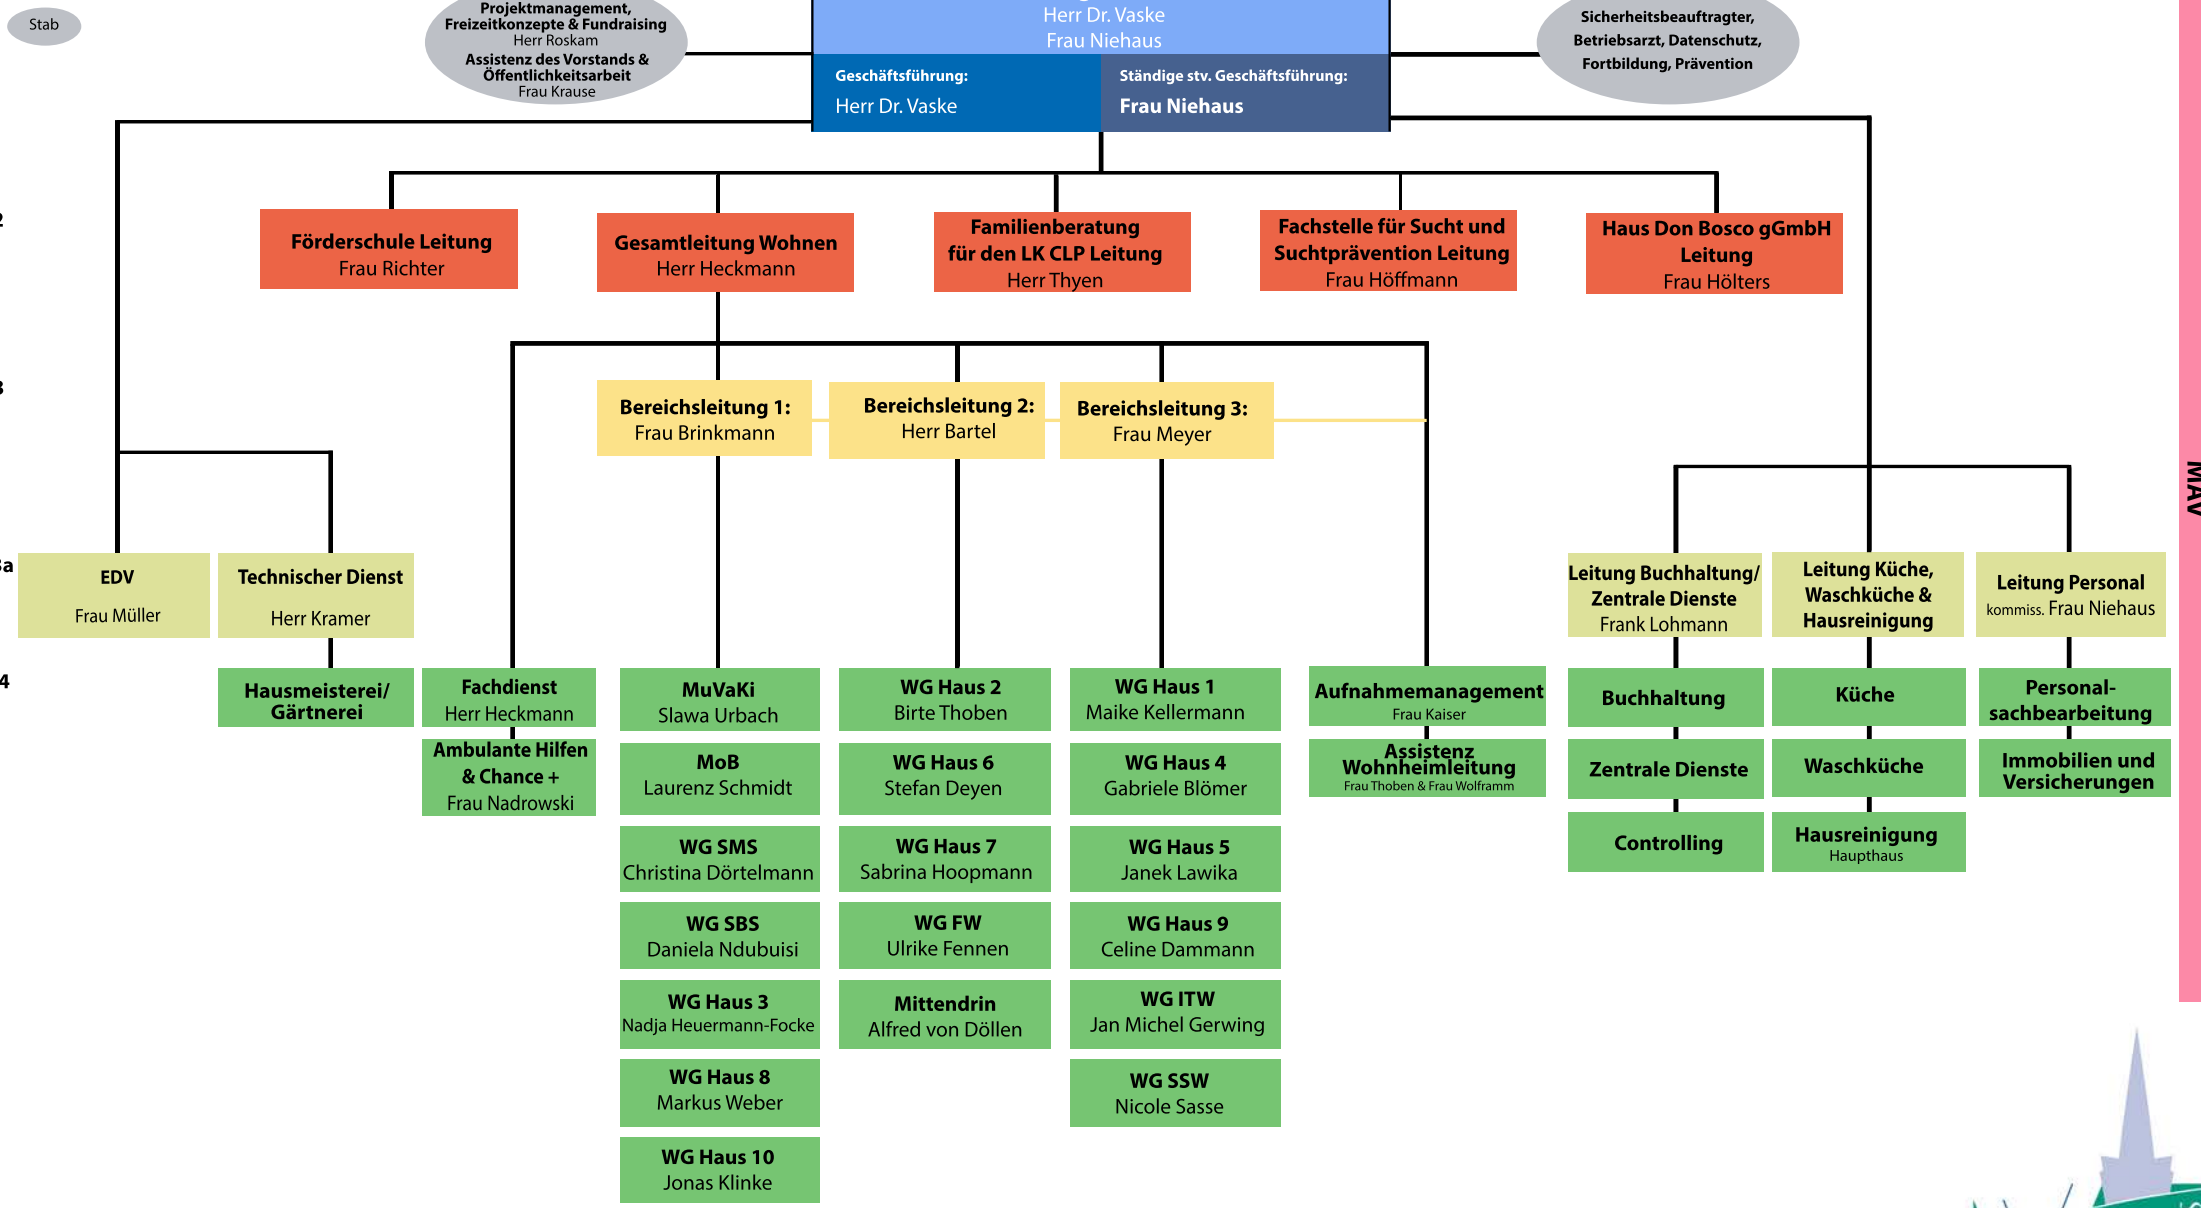 Stab
Projektmanagement,
Freizeitkonzepte & Fundraising
Herr Roskam
Assistenz des Vorstands &
Öffentlichkeitsarbeit
Frau Krause
Herr Dr. Vaske
Frau Niehaus
Geschäftsführung:
Herr Dr. Vaske
Ständige stv. Geschäftsführung:
Frau Niehaus
Sicherheitsbeauftragter,
Betriebsarzt, Datenschutz,
Fortbildung, Prävention
2
Förderschule Leitung
Frau Richter
Gesamtleitung Wohnen
Herr Heckmann
Familienberatung
für den LK CLP Leitung
Herr Thyen
Fachstelle für Sucht und
Suchtprävention Leitung
Frau Höffmann
Haus Don Bosco gGmbH
Leitung
Frau Hölters
3
Bereichsleitung 1:
Frau Brinkmann
Bereichsleitung 2:
Herr Bartel
Bereichsleitung 3:
Frau Meyer
MAV
3a
EDV
Frau Müller
Technischer Dienst
Herr Kramer
Leitung Buchhaltung/
Zentrale Dienste
Frank Lohmann
Leitung Küche,
Waschküche &
Hausreinigung
Leitung Personal
kommiss. Frau Niehaus
4
Hausmeisterei/
Gärtnerei
Fachdienst
Herr Heckmann
Ambulante Hilfen
& Chance +
Frau Nadrowski
MuVaKi
Slawa Urbach
MoB
Laurenz Schmidt
WG SMS
Christina Dörtelmann
WG SBS
Daniela Ndubuisi
WG Haus 3
Nadja Heuermann-Focke
WG Haus 8
Markus Weber
WG Haus 10
Jonas Klinke
WG Haus 2
Birte Thoben
WG Haus 6
Stefan Deyen
WG Haus 7
Sabrina Hoopmann
WG FW
Ulrike Fennen
Mittendrin
Alfred von Döllen
WG Haus 1
Maike Kellermann
WG Haus 4
Gabriele Blömer
WG Haus 5
Janek Lawika
WG Haus 9
Celine Dammann
WG ITW
Jan Michel Gerwing
WG SSW
Nicole Sasse
Aufnahmemanagement
Frau Kaiser
Assistenz
Wohnheimleitung
Frau Thoben & Frau Wolframm
Buchhaltung
Zentrale Dienste
Controlling
Küche
Waschküche
Hausreinigung
Haupthaus
Personal-
sachbearbeitung
Immobilien und
Versicherungen